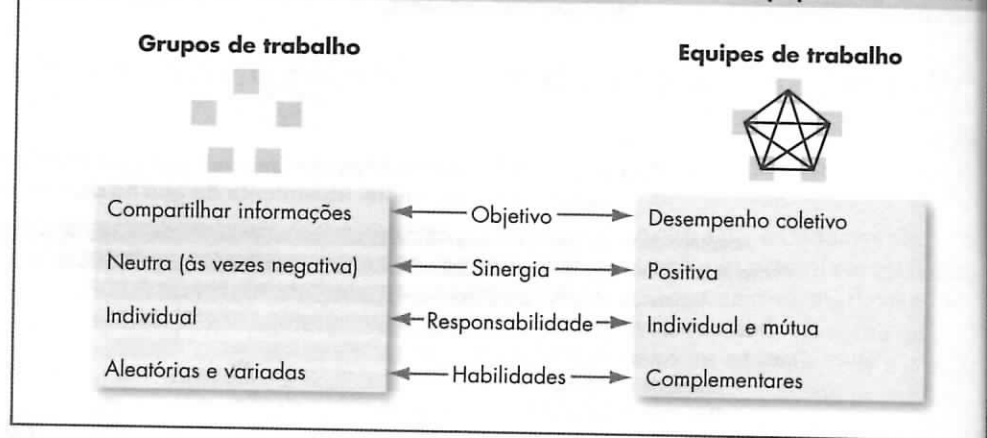 Grupos de trabalho
Equipes de trabalho
Compartilhar informações Objetivo Desempenho coletivo
Neutra (às vezes negativa) Sinergia Positiva
Individual Responsabilidade Individual e mútua
Aleatórias e variadas Habilidades Complementares